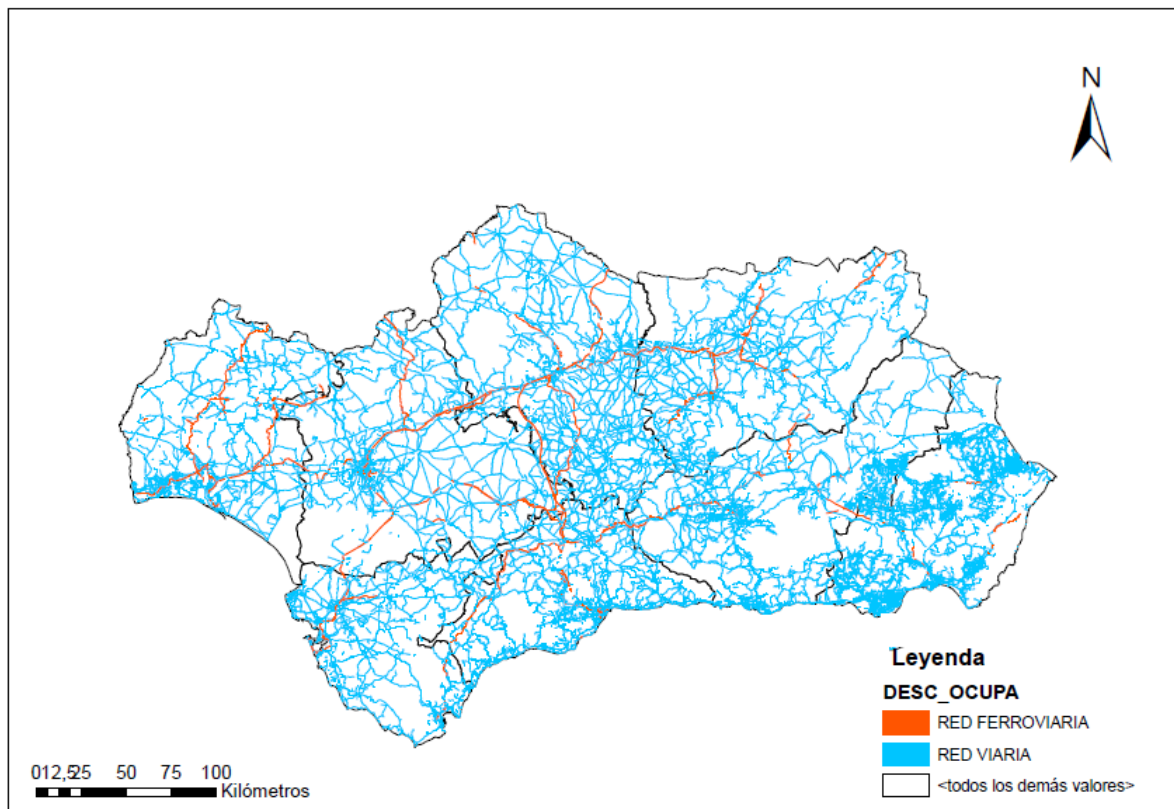 N
Leyenda
DESC_OCUPA
RED FERROVIARIA
RED VIARIA
<todos los demás valores>
012,525 50 75 100
Kilómetros